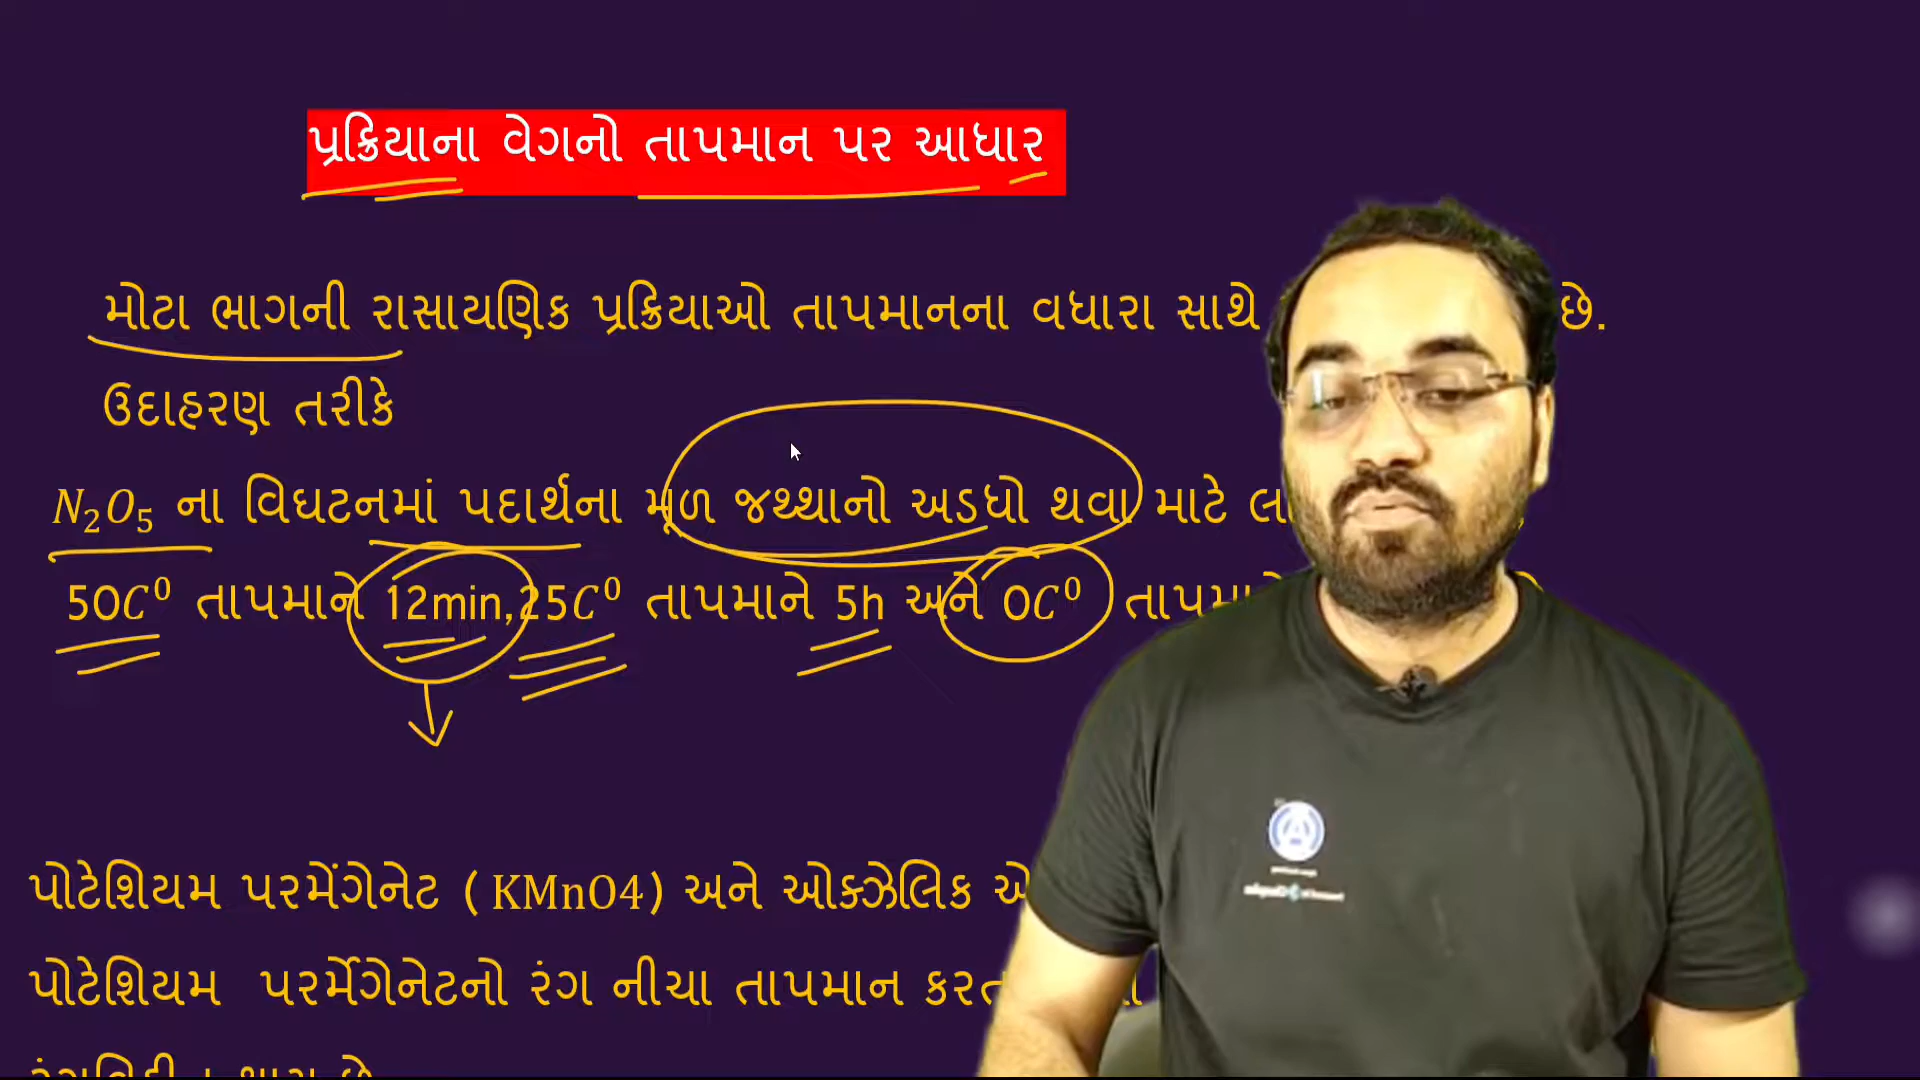 પ્રક્રિયાના વેગનો તાપમાન પર આધાર
મોટા ભાગની રાસાયણિક પ્રક્રિયાઓ તાપમાનના વધારા સાથે છે.
ઉદાહરણ તરીકે
N₂O₅ ના વિઘટનમાં પદાર્થના મૂળ જથ્થાનો અડધો થવા માટે
50C⁰ તાપમાને 12min,25C⁰ તાપમાને 5h અને 0C⁰
પોટેશિયમ પરમેંગેનેટ ( KMnO4) અને ઓક્ઝેલિક
પોટેશિયમ પરમેંગેનેટનો રંગ નીચા તાપમાન